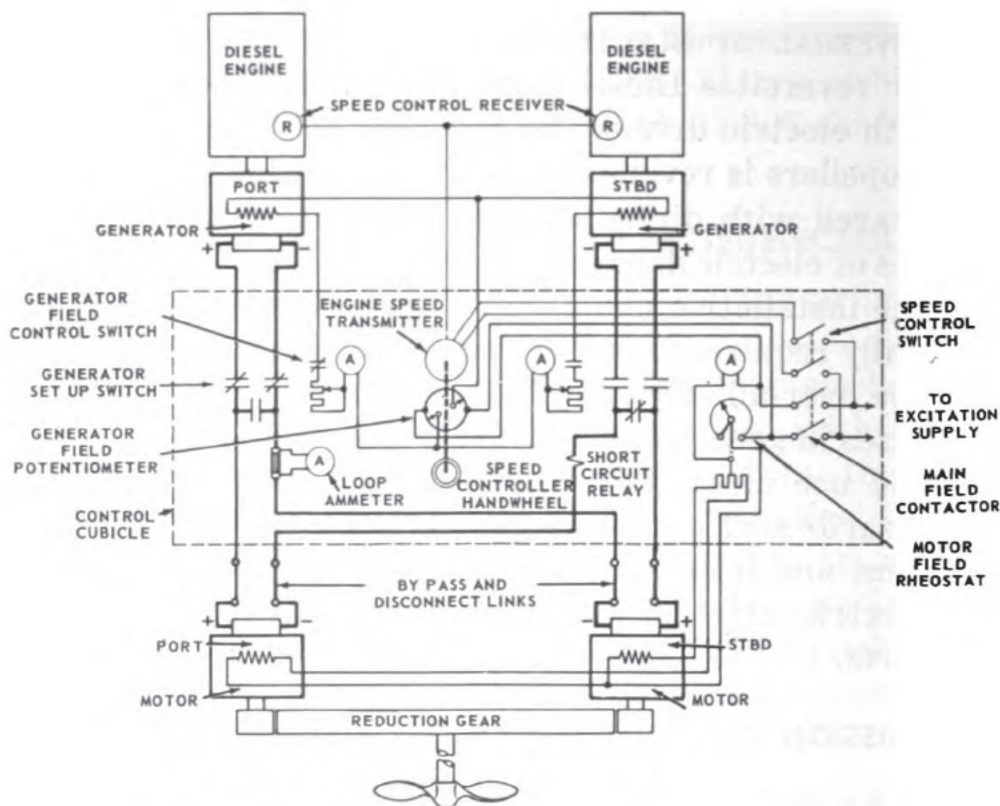 DIESEL
ENGINE
DIESEL
ENGINE
SPEED CONTROL RECEIVER
R
R
PORT
STBD
GENERATOR
GENERATOR
+
-
+
-
GENERATOR
FIELD
CONTROL SWITCH
ENGINE SPEED
TRANSMITTER
SPEED
CONTROL
SWITCH
A
A
A
GENERATOR
SET UP SWITCH
TO
EXCITATION
SUPPLY
GENERATOR
FIELD
POTENTIOMETER
A
LOOP
AMMETER
SPEED
CONTROLLER
HANDWHEEL
SHORT
CIRCUIT
RELAY
MAIN
FIELD
CONTACTOR
CONTROL
CUBICLE
MOTOR
FIELD
RHEOSTAT
BY PASS AND
DISCONNECT LINKS
+
-
-
+
PORT
STBD
MOTOR
MOTOR
REDUCTION GEAR